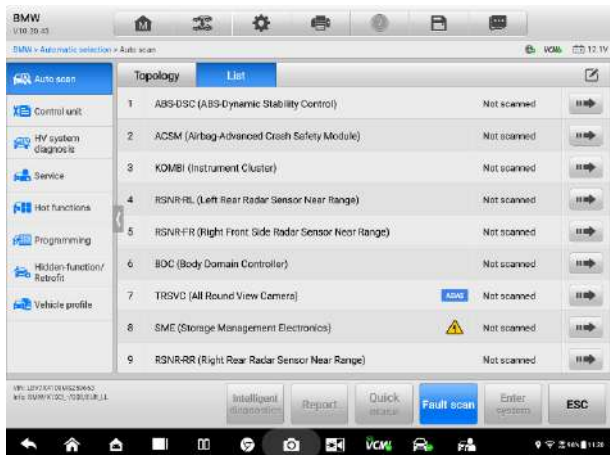 BMW
V10.20.43
BMW > Automatic selection > Auto scan
VCMI
12.1V
Auto scan
Control unit
HV system
diagnosis
Service
Hot functions
Programming
Hidden-function/
Retrofit
Vehicle profile
Topology
List
1 ABS-DSC (ABS-Dynamic Stability Control) Not scanned
2 ACSM (Airbag-Advanced Crash Safety Module) Not scanned
3 KOMBI (Instrument Cluster) Not scanned
4 RSNR-RL (Left Rear Radar Sensor Near Range) Not scanned
5 RSNR-FR (Right Front Side Radar Sensor Near Range) Not scanned
6 BDC (Body Domain Controller) Not scanned
7 TRSVC (All Round View Camera) ADAS Not scanned
8 SME (Storage Management Electronics) Not scanned
9 RSNR-RR (Right Rear Radar Sensor Near Range) Not scanned
Intelligent
diagnostics
Report
Quick
erase
Fault scan
Enter
system
ESC
VCMI
11:20